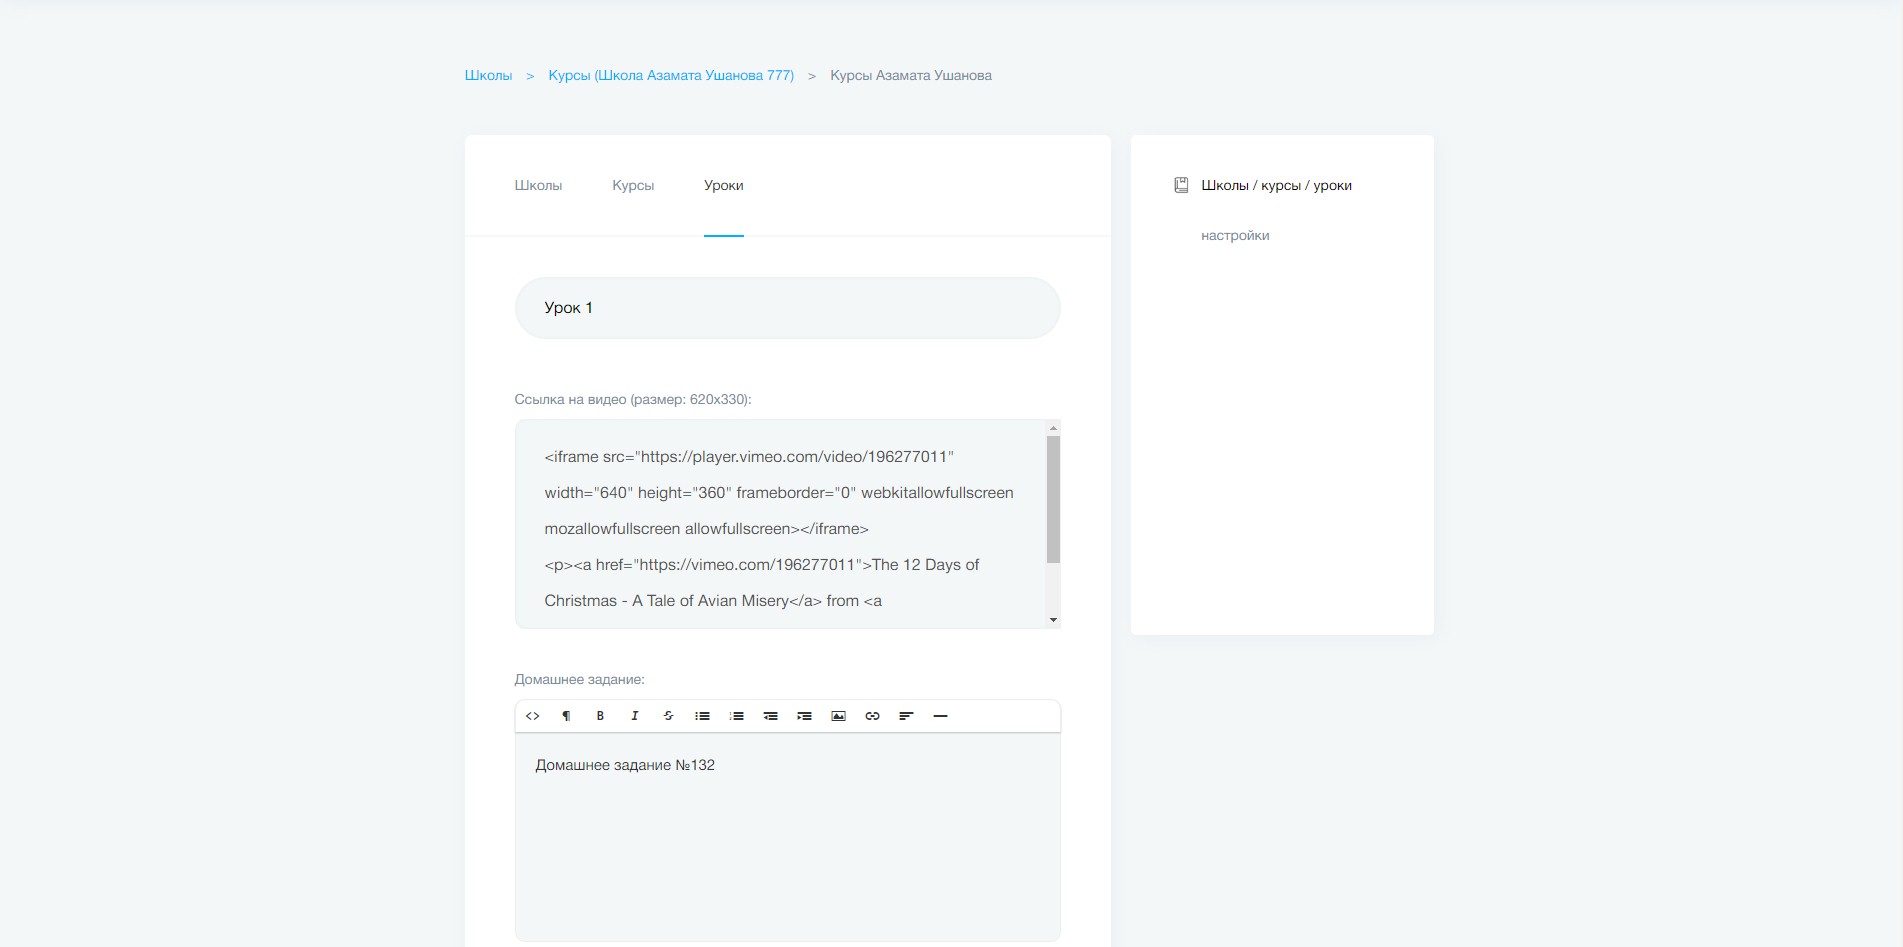 Школы > Курсы (Школа Азамата Ушанова 777) > Курсы Азамата Ушанова
Школы Курсы Уроки
Урок 1
Ссылка на видео (размер: 620x330):
<iframe src="https://player.vimeo.com/video/196277011"
width="640" height="360" frameborder="0" webkitallowfullscreen
mozallowfullscreen allowfullscreen></iframe>
<p><a href="https://vimeo.com/196277011">The 12 Days of
Christmas - A Tale of Avian Misery</a> from <a
Домашнее задание:
Домашнее задание №132
Школы / курсы / уроки
настройки